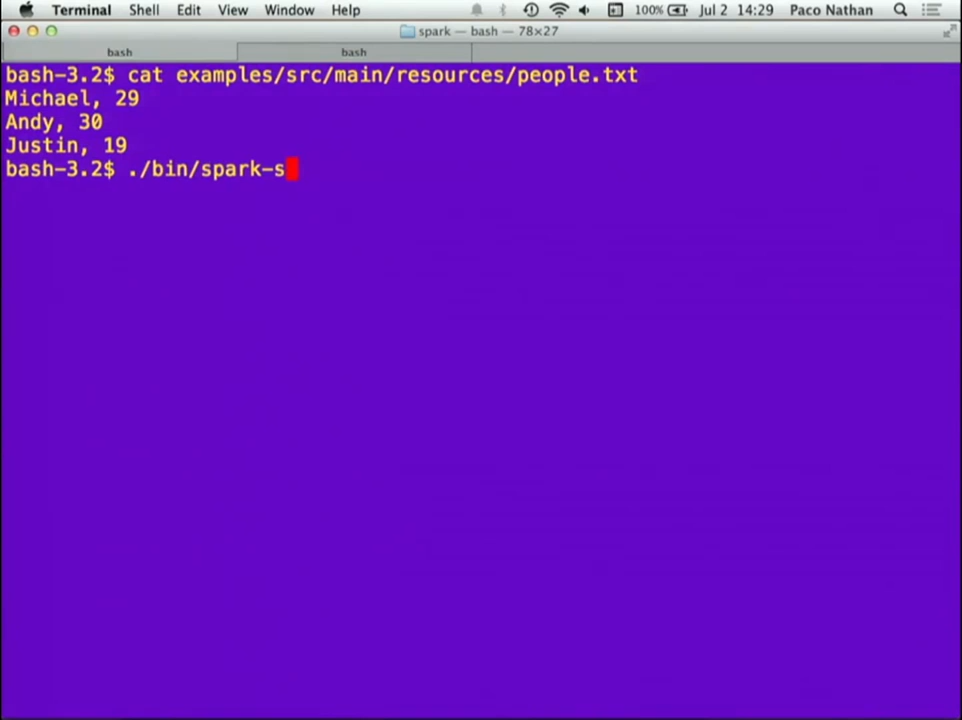 Terminal Shell Edit View Window Help 100% Jul 2 14:29 Paco Nathan
spark — bash — 78×27
bash bash
bash-3.2$ cat examples/src/main/resources/people.txt
Michael, 29
Andy, 30
Justin, 19
bash-3.2$ ./bin/spark-s